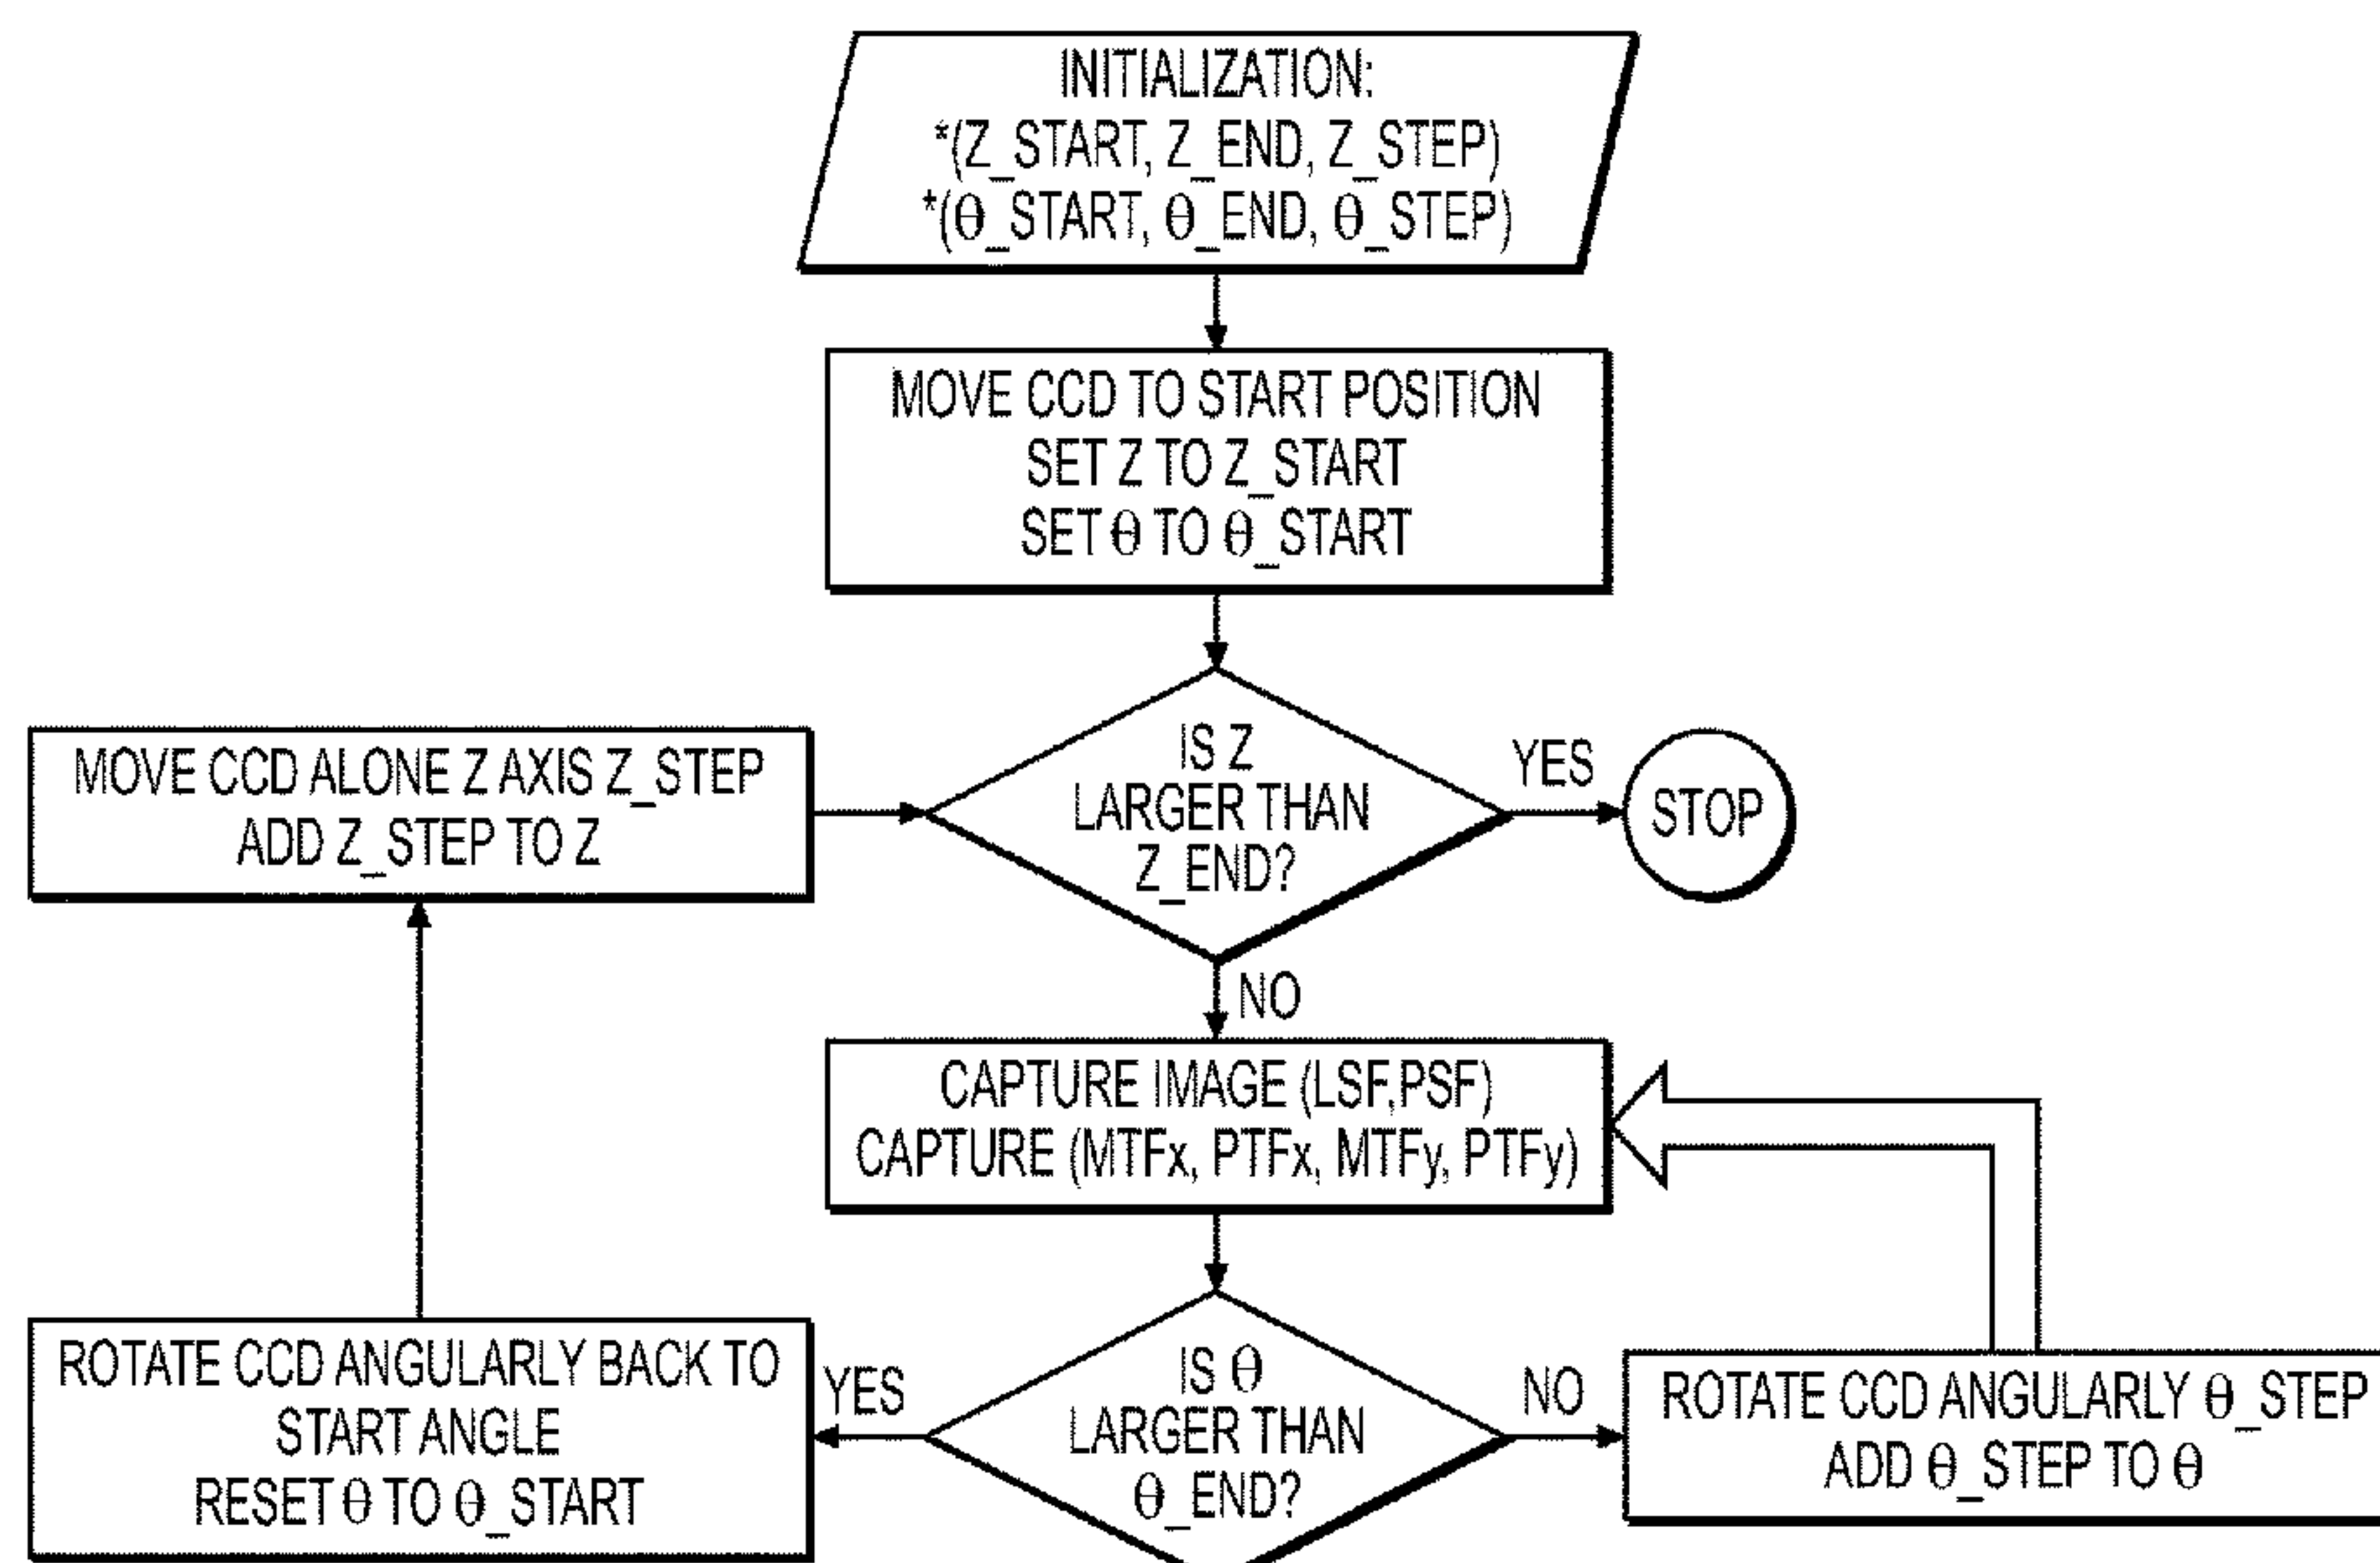 INITIALIZATION:
*(Z_START, Z_END, Z_STEP)
*(θ_START, θ_END, θ_STEP)
MOVE CCD TO START POSITION
SET Z TO Z_START
SET θ TO θ_START
MOVE CCD ALONE Z AXIS Z_STEP
ADD Z_STEP TO Z
IS Z
LARGER THAN
Z_END?
YES
STOP
NO
CAPTURE IMAGE (LSF,PSF)
CAPTURE (MTFx, PTFx, MTFy, PTFy)
ROTATE CCD ANGULARLY BACK TO
START ANGLE
RESET θ TO θ_START
YES
IS θ
LARGER THAN
θ_END?
NO
ROTATE CCD ANGULARLY θ_STEP
ADD θ_STEP TO θ